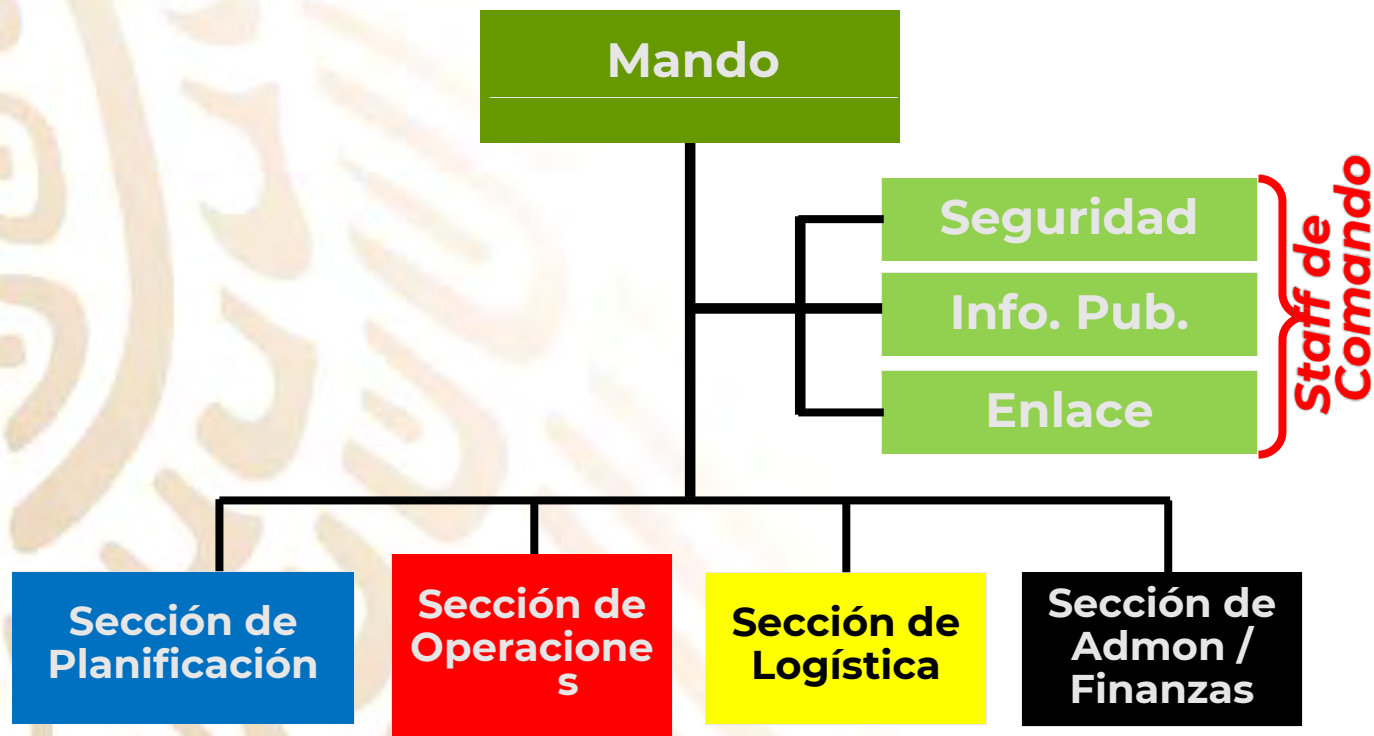 Mando
Seguridad
Info. Pub.
Enlace
Staff de
Comando
Sección de
Planificación
Sección de
Operacione
s
Sección de
Logística
Sección de
Admon /
Finanzas